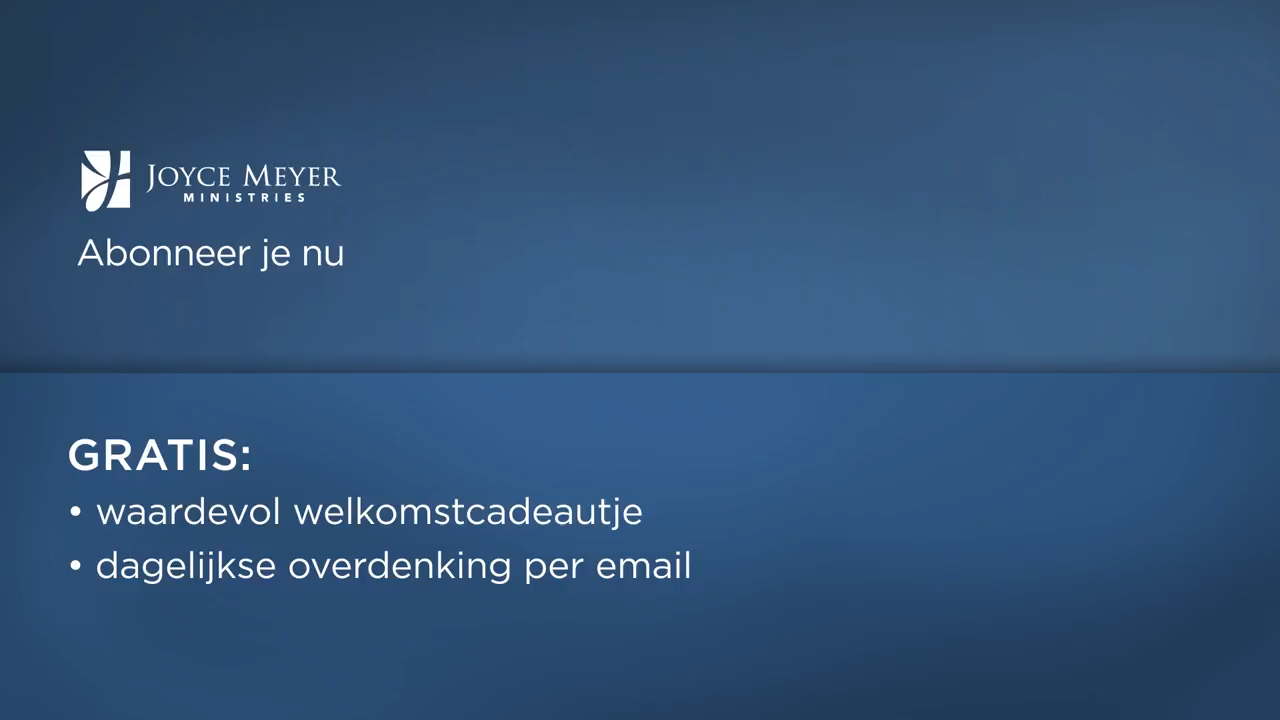 JOYCE MEYER
MINISTRIES
Abonneer je nu
GRATIS:
• waardevol welkomstcadeautje
• dagelijkse overdenking per email